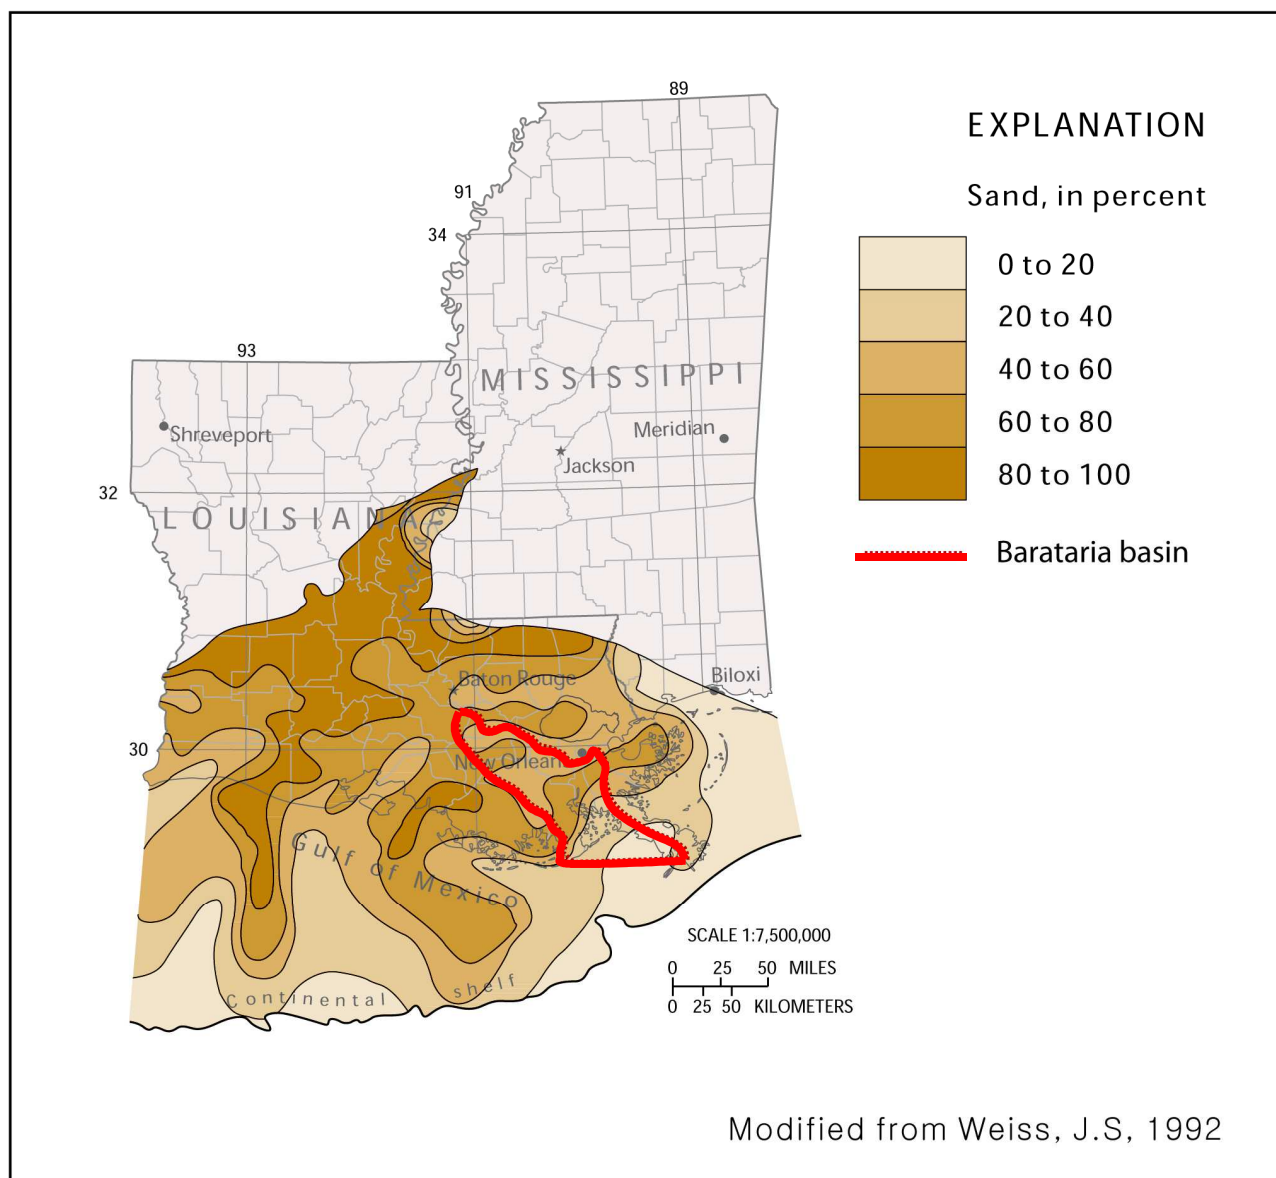 89
EXPLANATION
Sand, in percent
91
34
0 to 20
20 to 40
40 to 60
60 to 80
80 to 100
93
MISSISSIPPI
Shreveport
Meridian
Jackson
32
LOUISIANA
Barataria basin
Baton Rouge
Biloxi
30
New Orlean
Gulf of Mexico
SCALE 1:7,500,000
0 25 50 MILES
0 25 50 KILOMETERS
Continental shelf
Modified from Weiss, J.S, 1992